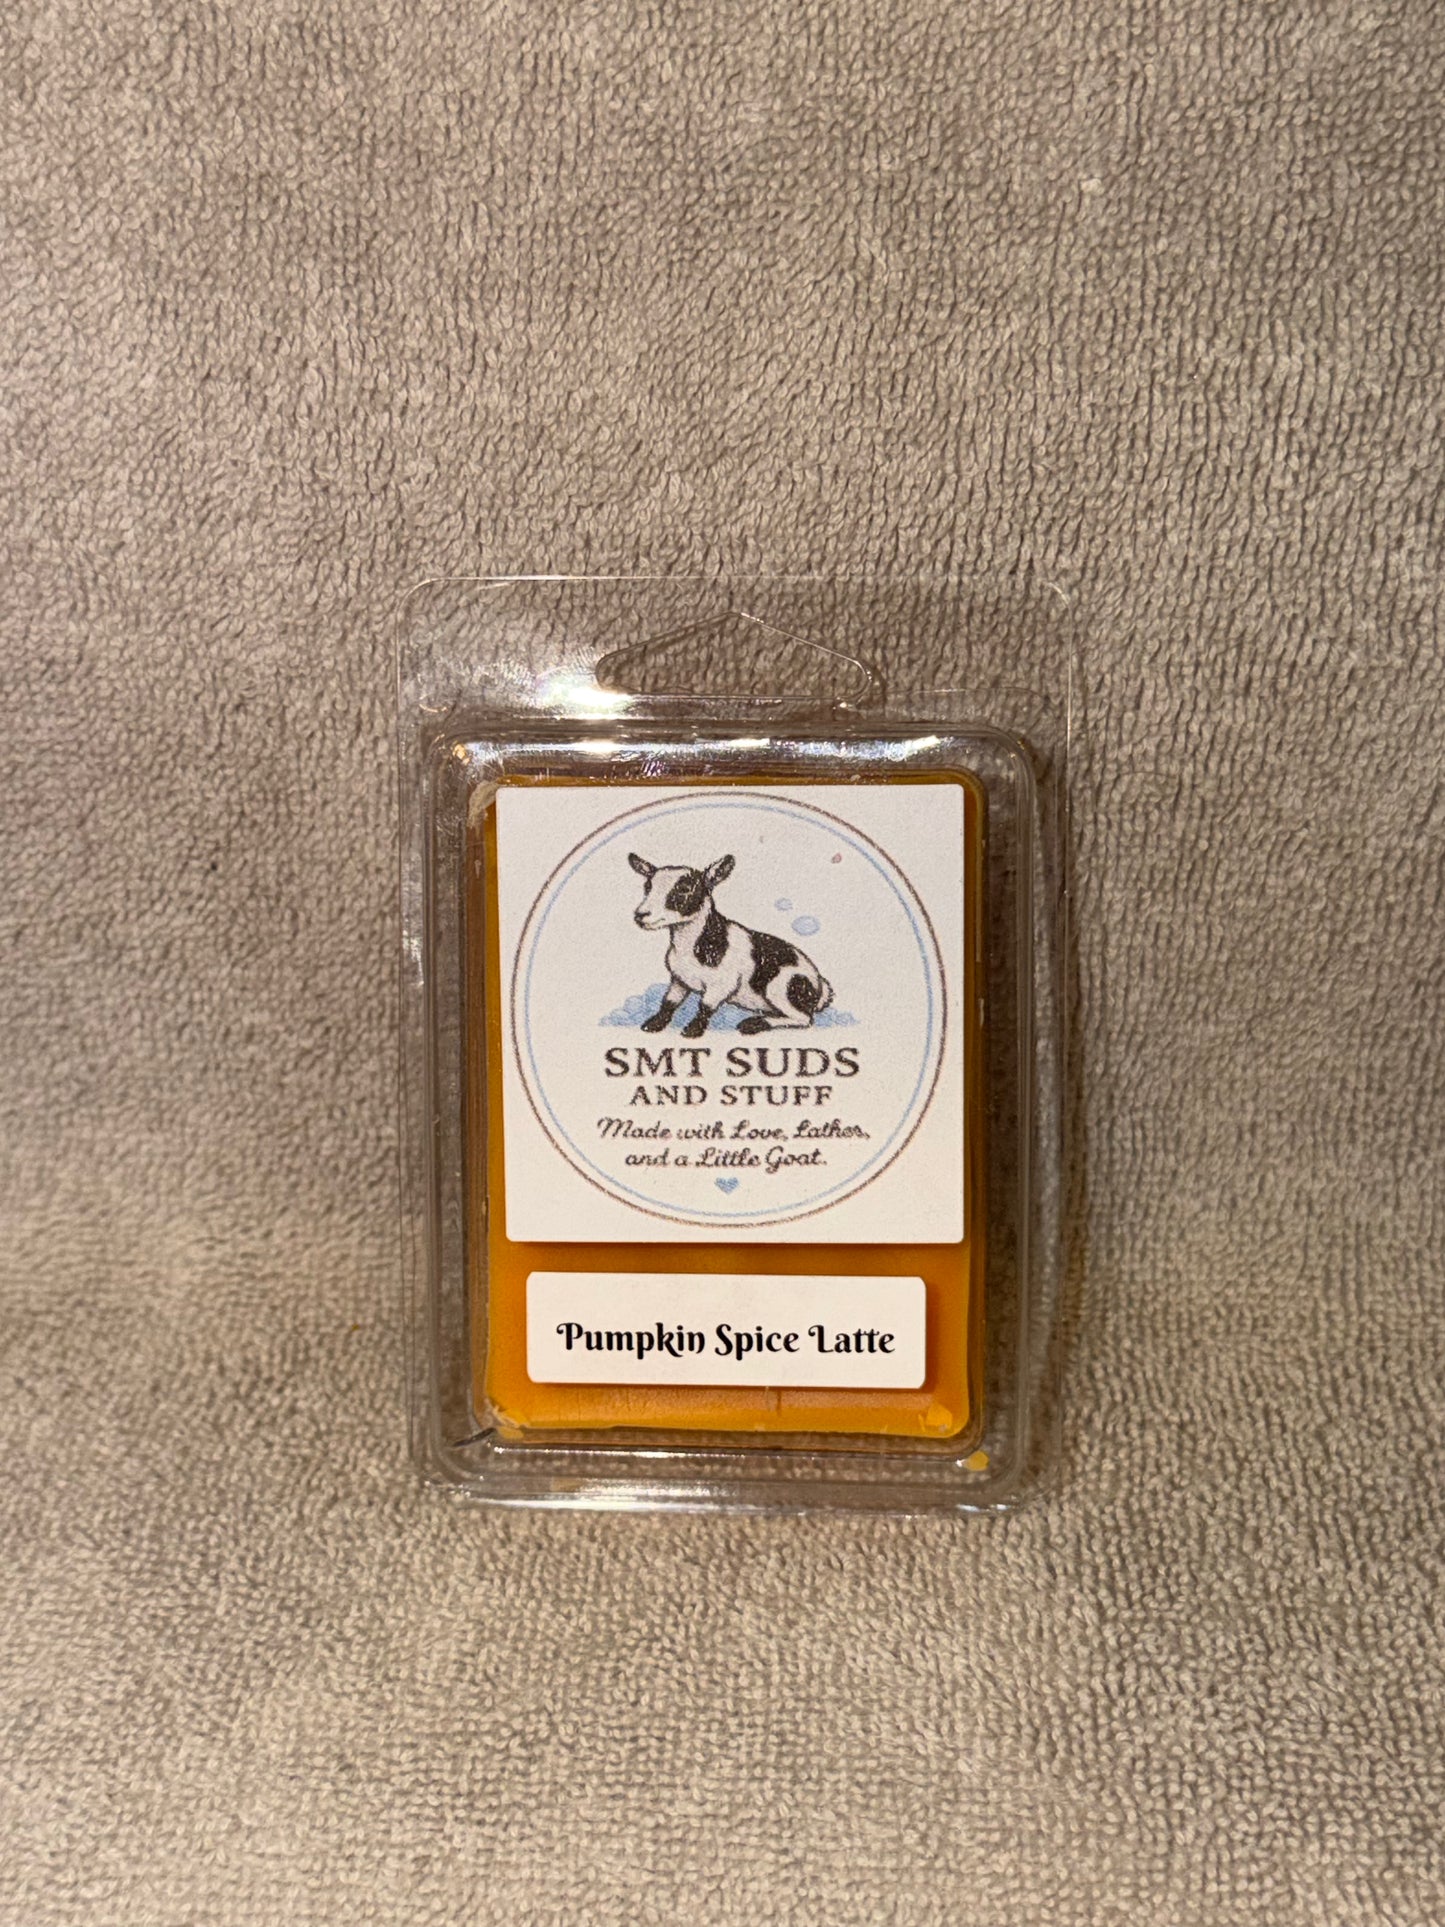 SMT SUDS
AND STUFF
Made with Love, Lather,
and a Little Goat.
Pumpkin Spice Latte